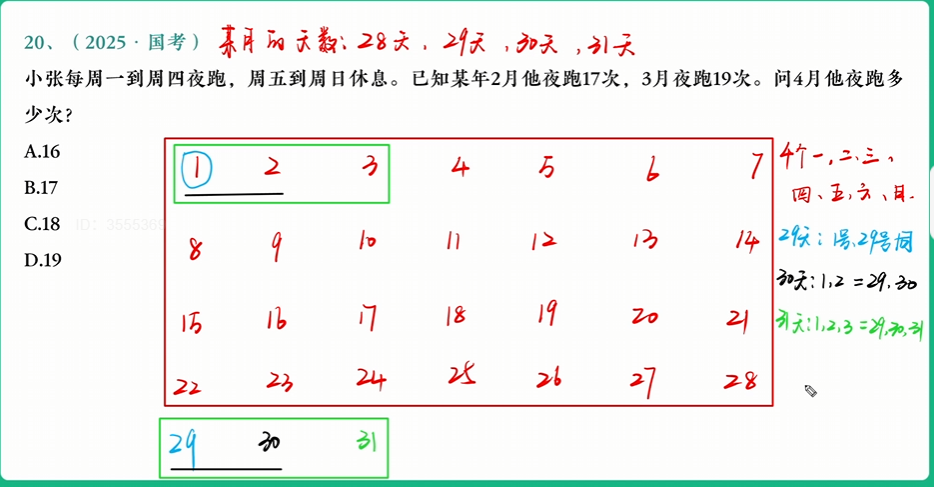 20、（2025·国考） 某月的天数：28天，29天，30天，31天
小张每周一到周四夜跑，周五到周日休息。已知某年2月他夜跑17次，3月夜跑19次。问4月他夜跑多
少次？
A.16
B.17
C.18
D.19
ID：3555369
1 2 3 4 5 6 7
8 9 10 11 12 13 14
15 16 17 18 19 20 21
22 23 24 25 26 27 28
29 30 31
4个一，二、三、
四、五、六、日.
29天：1号、29号同
30天：1,2 = 29.30
31天：1,2,3 = 29,30,31